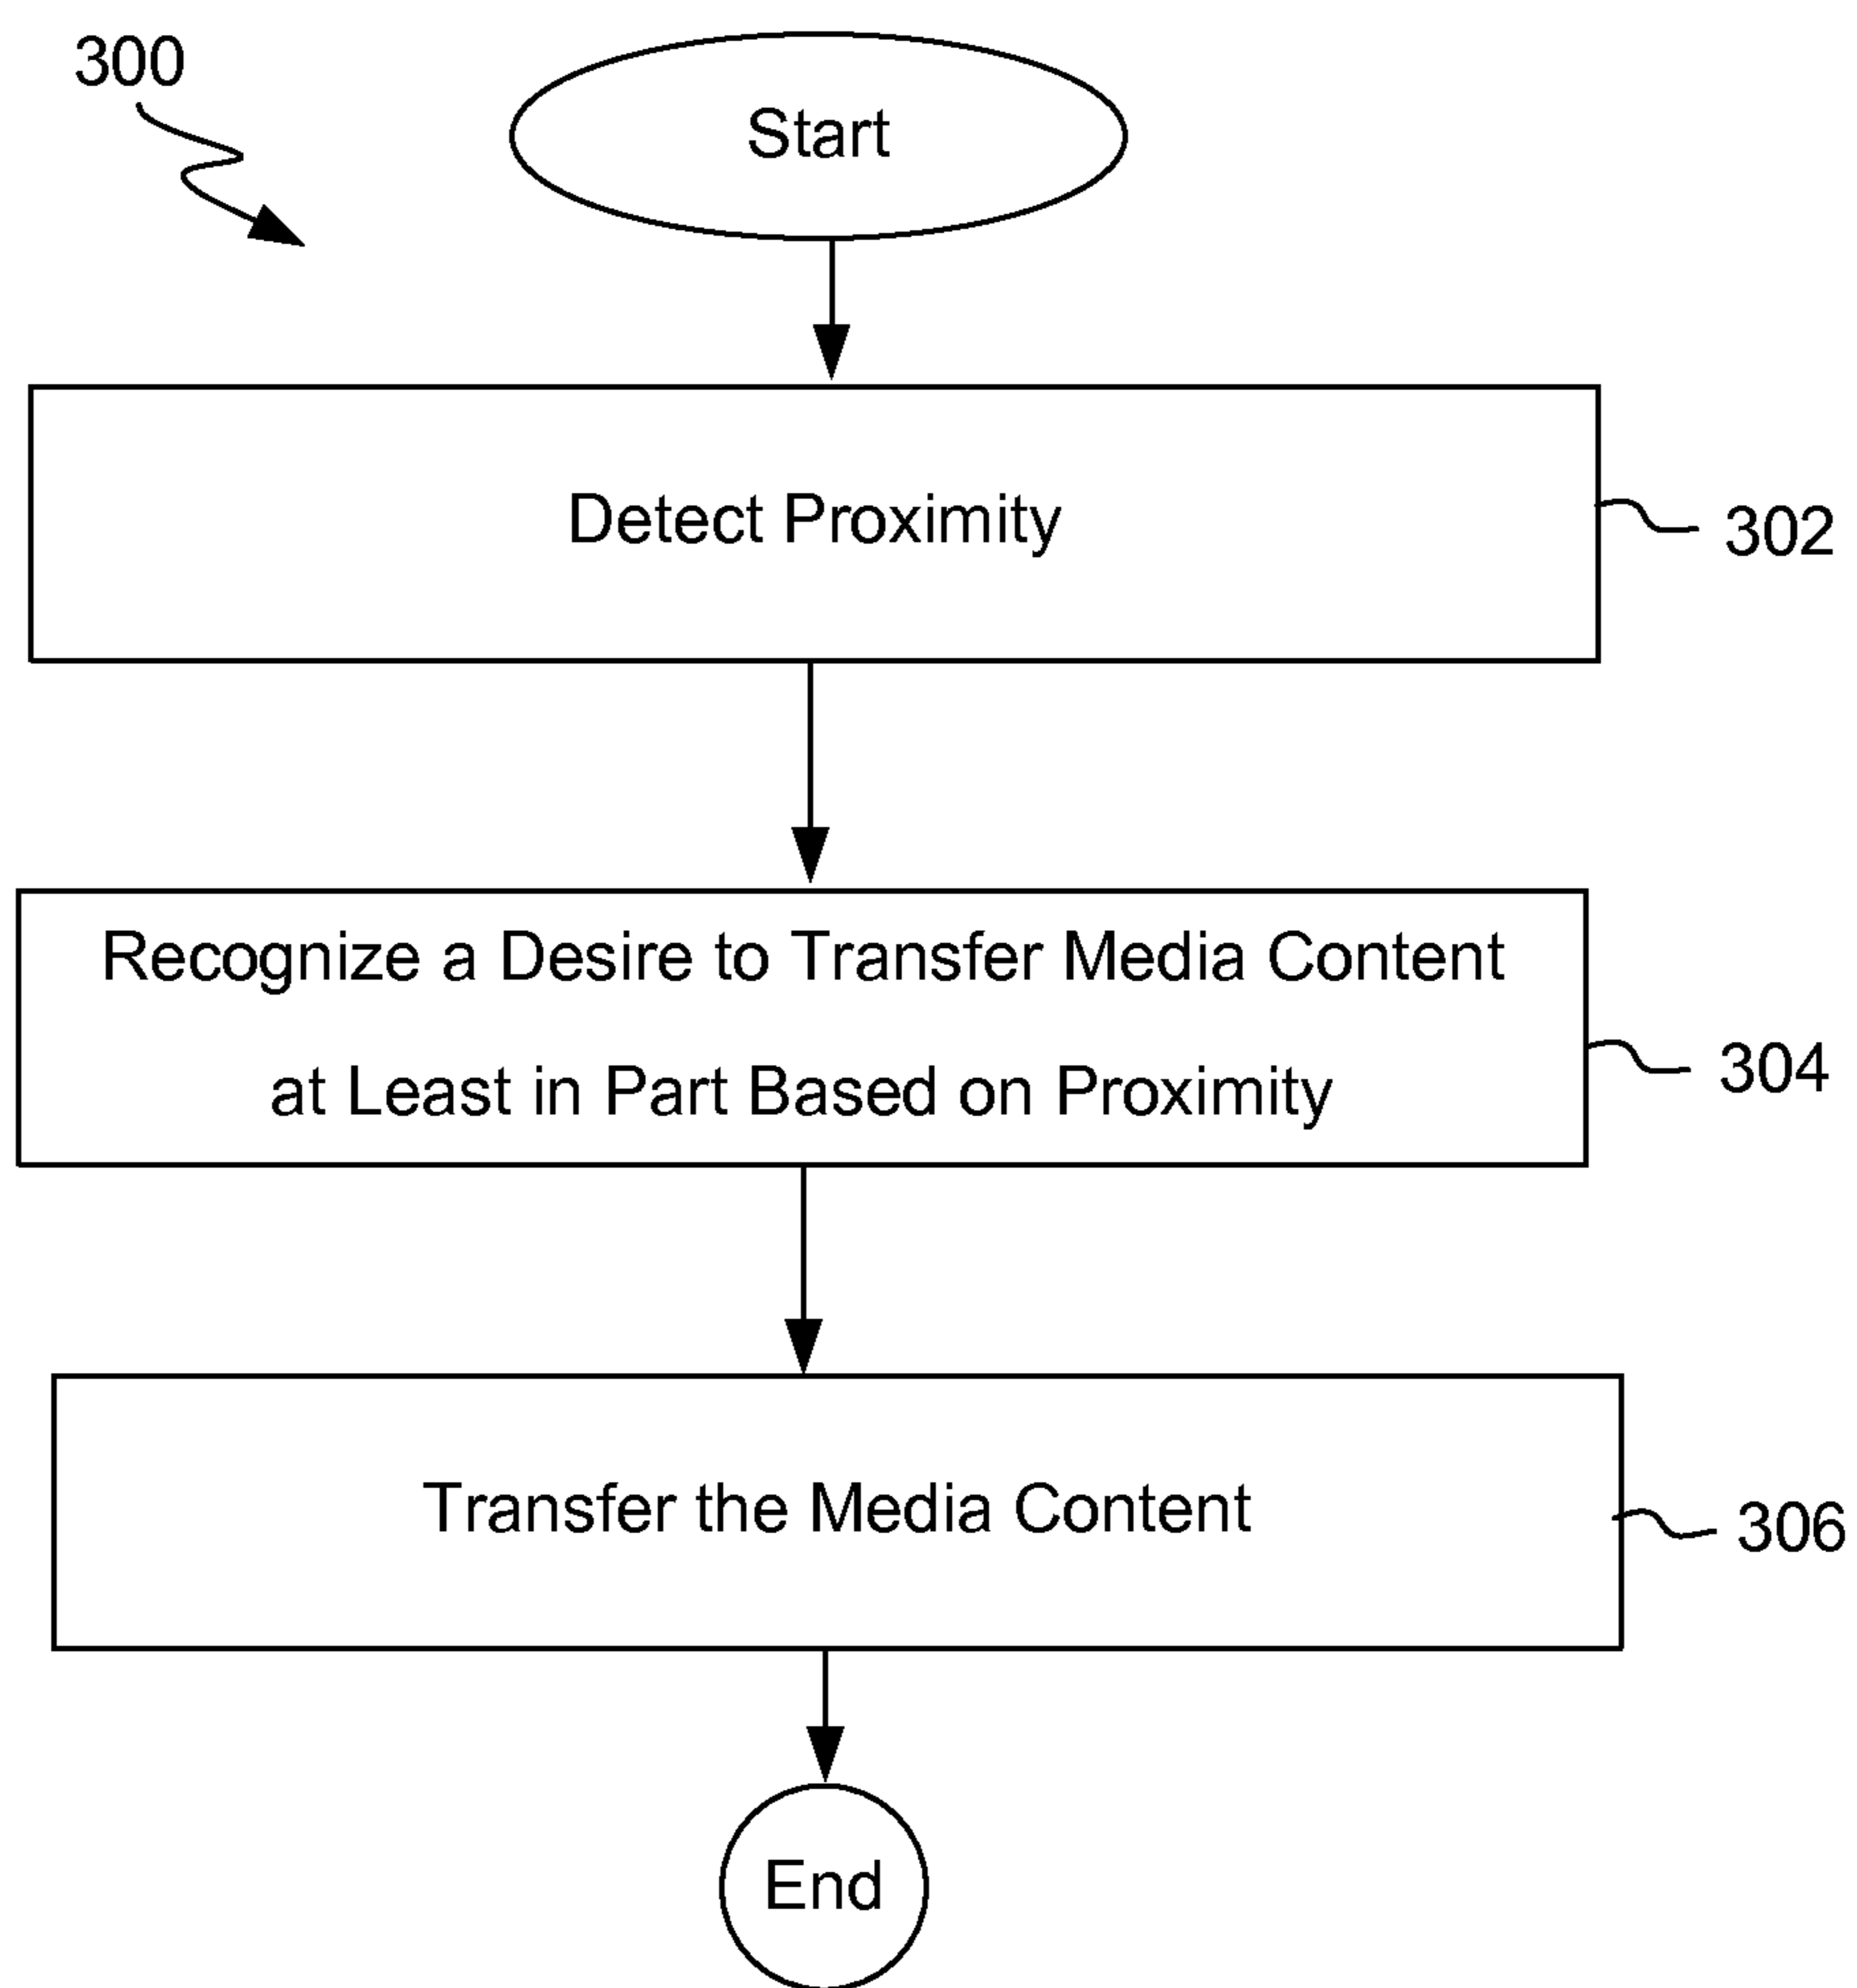 300
Start
Detect Proximity
302
Recognize a Desire to Transfer Media Content
at Least in Part Based on Proximity
304
Transfer the Media Content
306
End